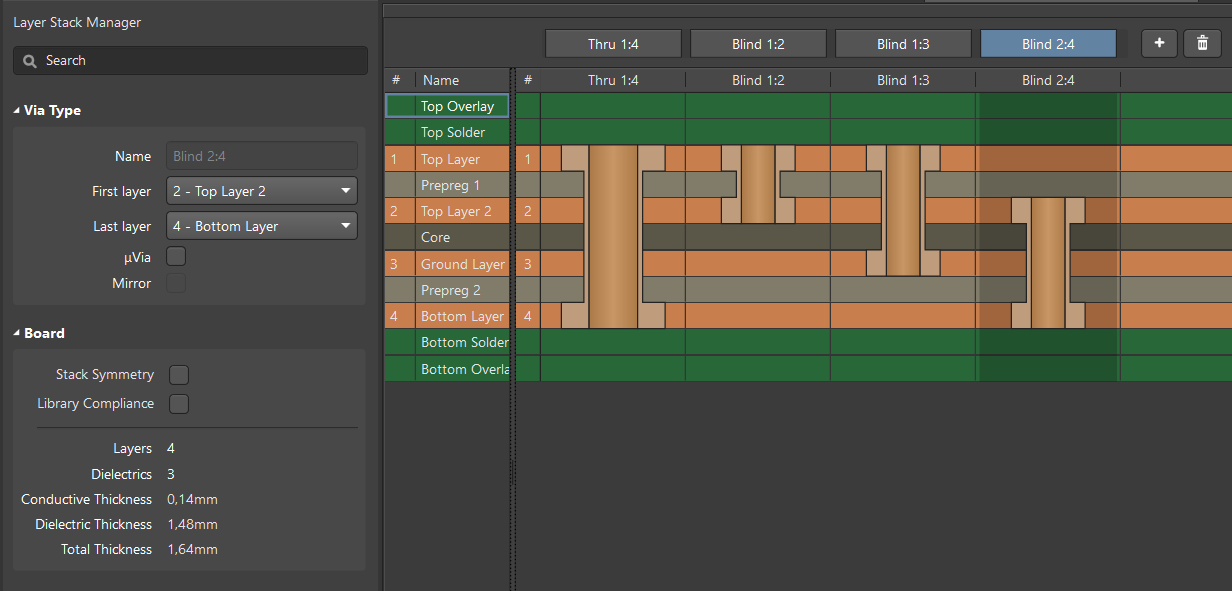 Layer Stack Manager
Search
Via Type
Name Blind 2:4
First layer 2 - Top Layer 2
Last layer 4 - Bottom Layer
µVia
Mirror
Board
Stack Symmetry
Library Compliance
Layers 4
Dielectrics 3
Conductive Thickness 0,14mm
Dielectric Thickness 1,48mm
Total Thickness 1,64mm
Thru 1:4 Blind 1:2 Blind 1:3 Blind 2:4 +
# Name # Thru 1:4 Blind 1:2 Blind 1:3 Blind 2:4
Top Overlay
Top Solder
1 Top Layer 1
Prepreg 1
2 Top Layer 2 2
Core
3 Ground Layer 3
Prepreg 2
4 Bottom Layer 4
Bottom Solder
Bottom Overla